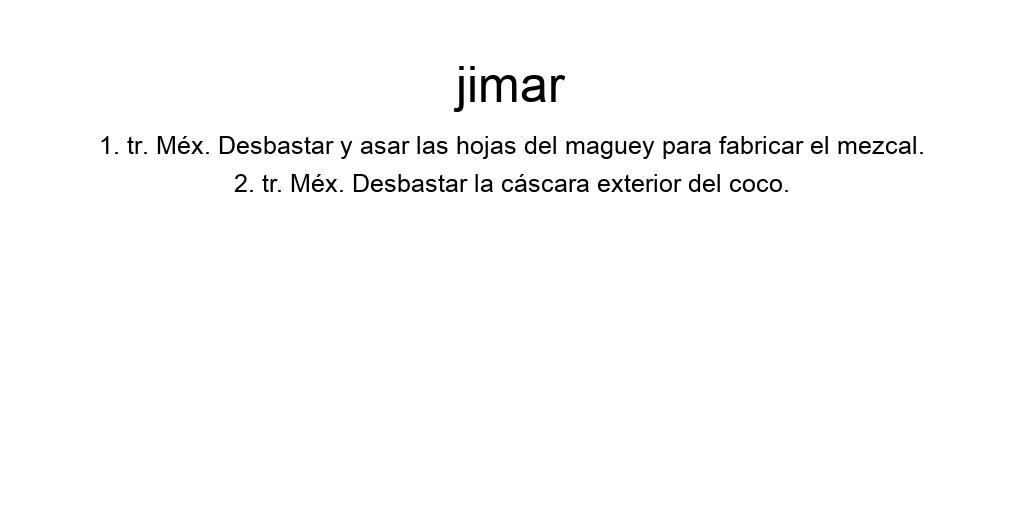 jimar
1. tr. Méx. Desbastar y asar las hojas del maguey para fabricar el mezcal.
2. tr. Méx. Desbastar la cáscara exterior del coco.